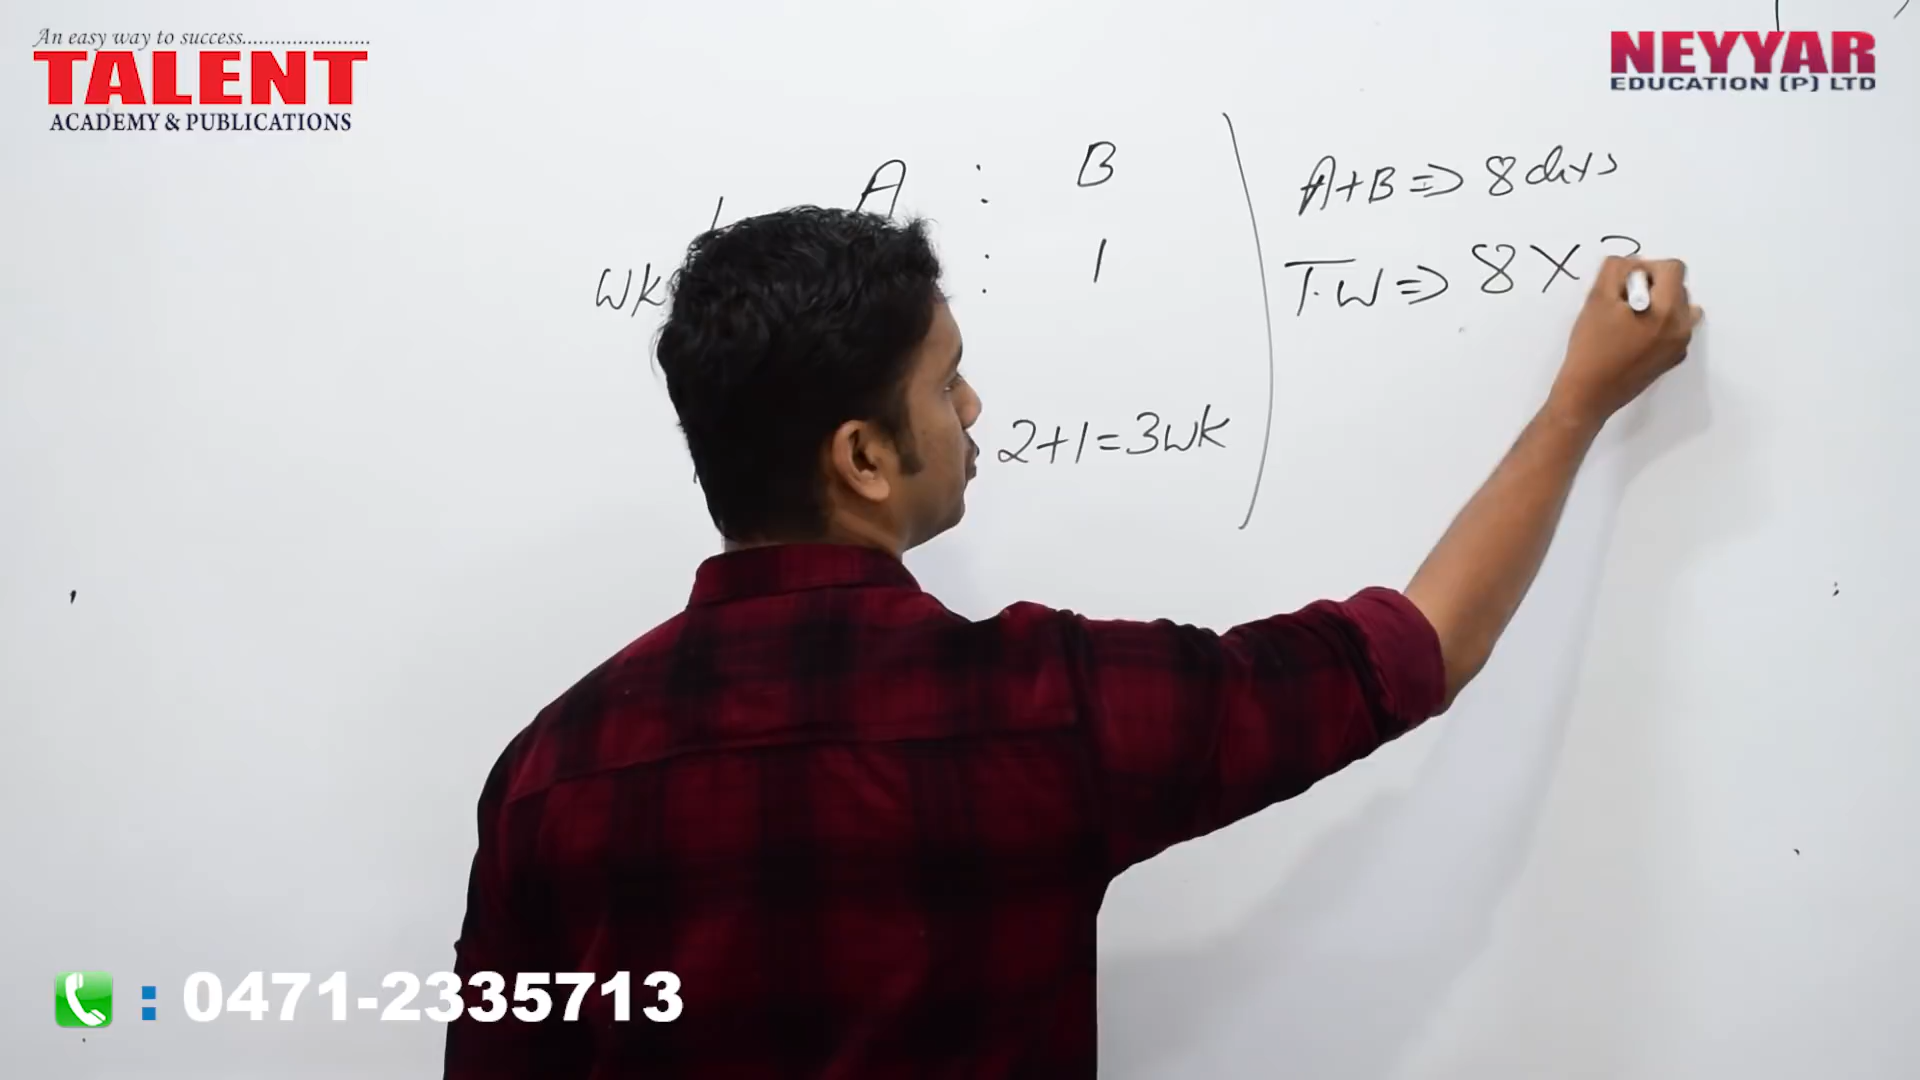 An easy way to success......................
TALENT
ACADEMY & PUBLICATIONS
NEYYAR
EDUCATION (P) LTD
A : B
wk : 1
2+1=3wk
A+B => 8 days
T.W => 8 X
: 0471-2335713